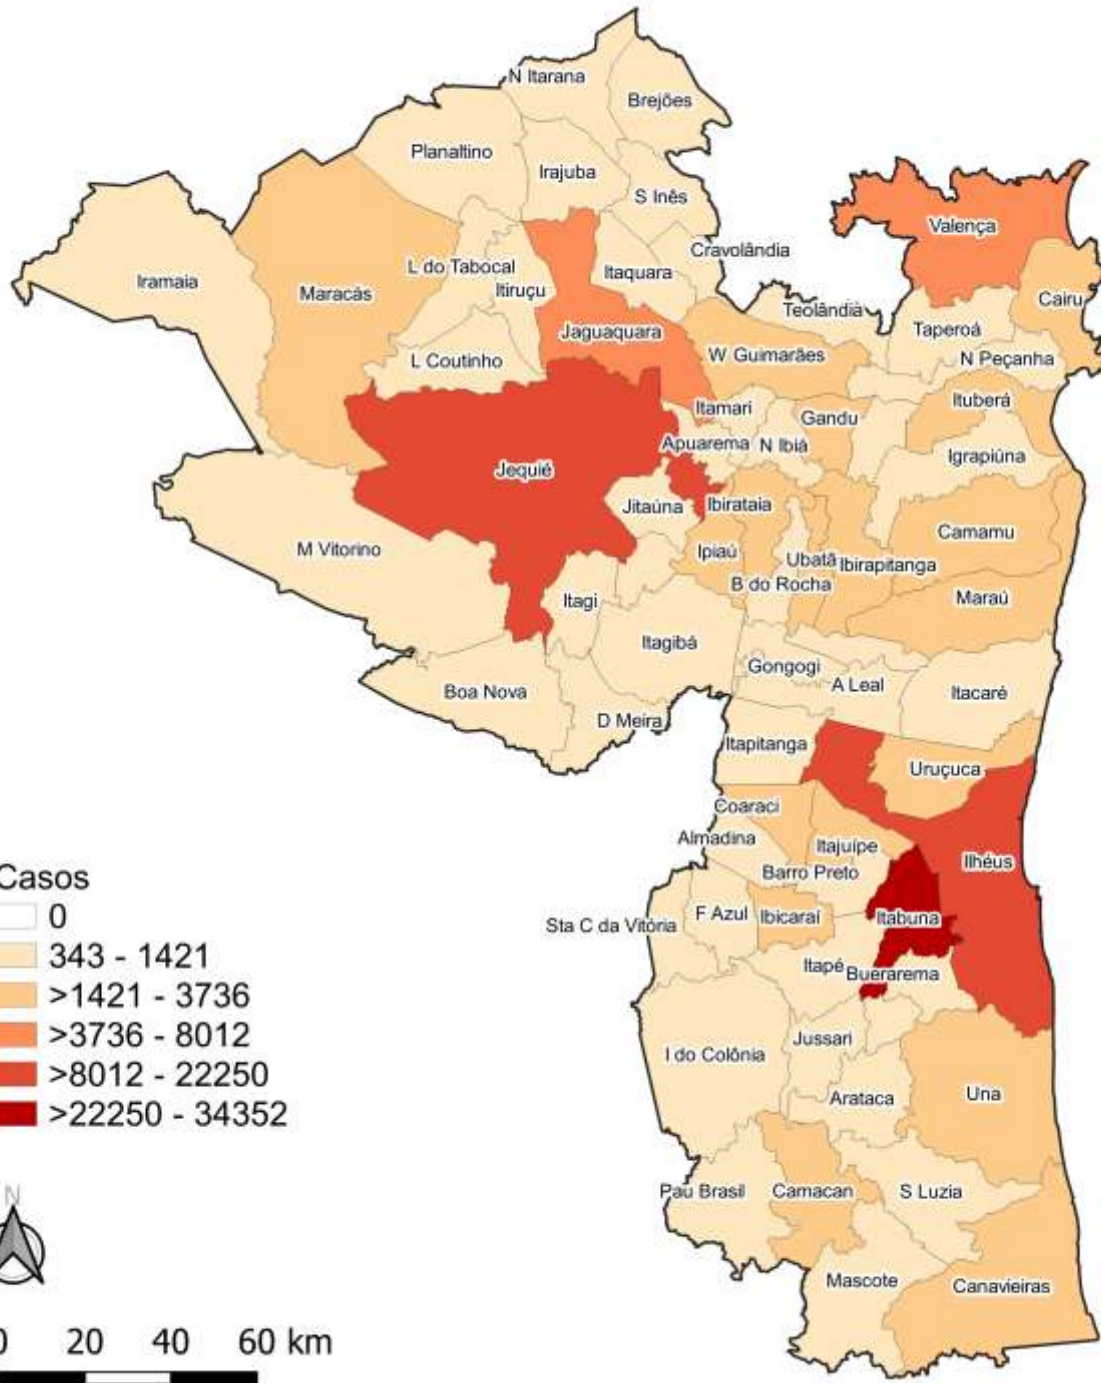 N Itarana
Brejões
Planaltino
Irajuba
S Inês
Valença
Cravolândia
L do Tabocal
Itaquara
Iramaia
Itiruçu
Maracás
Cairu
Teolândia
Taperoá
Jaguaquara
W Guimarães
N Peçanha
L Coutinho
Ituberá
Itamari
Gandu
Apuarema
N Ibiá
Igrapiúna
Jequié
Jitaúna
Ibirataia
Camamu
M Vitorino
Ipiaú
Ubatã
Ibirapitanga
B do Rocha
Maraú
Itagi
Itagibá
Gongogi
A Leal
Boa Nova
Itacaré
D Meira
Itapitanga
Uruçuca
Coaraci
Almadina
Itajuípe
Ilhéus
Barro Preto
Sta C da Vitória
F Azul
Ibicaraí
Itabuna
Itapé
Buerarema
Jussari
I do Colônia
Una
Arataca
Pau Brasil
Camacan
S Luzia
Mascote
Canavieiras
Casos
0
343 - 1421
>1421 - 3736
>3736 - 8012
>8012 - 22250
>22250 - 34352
N
0 20 40 60 km